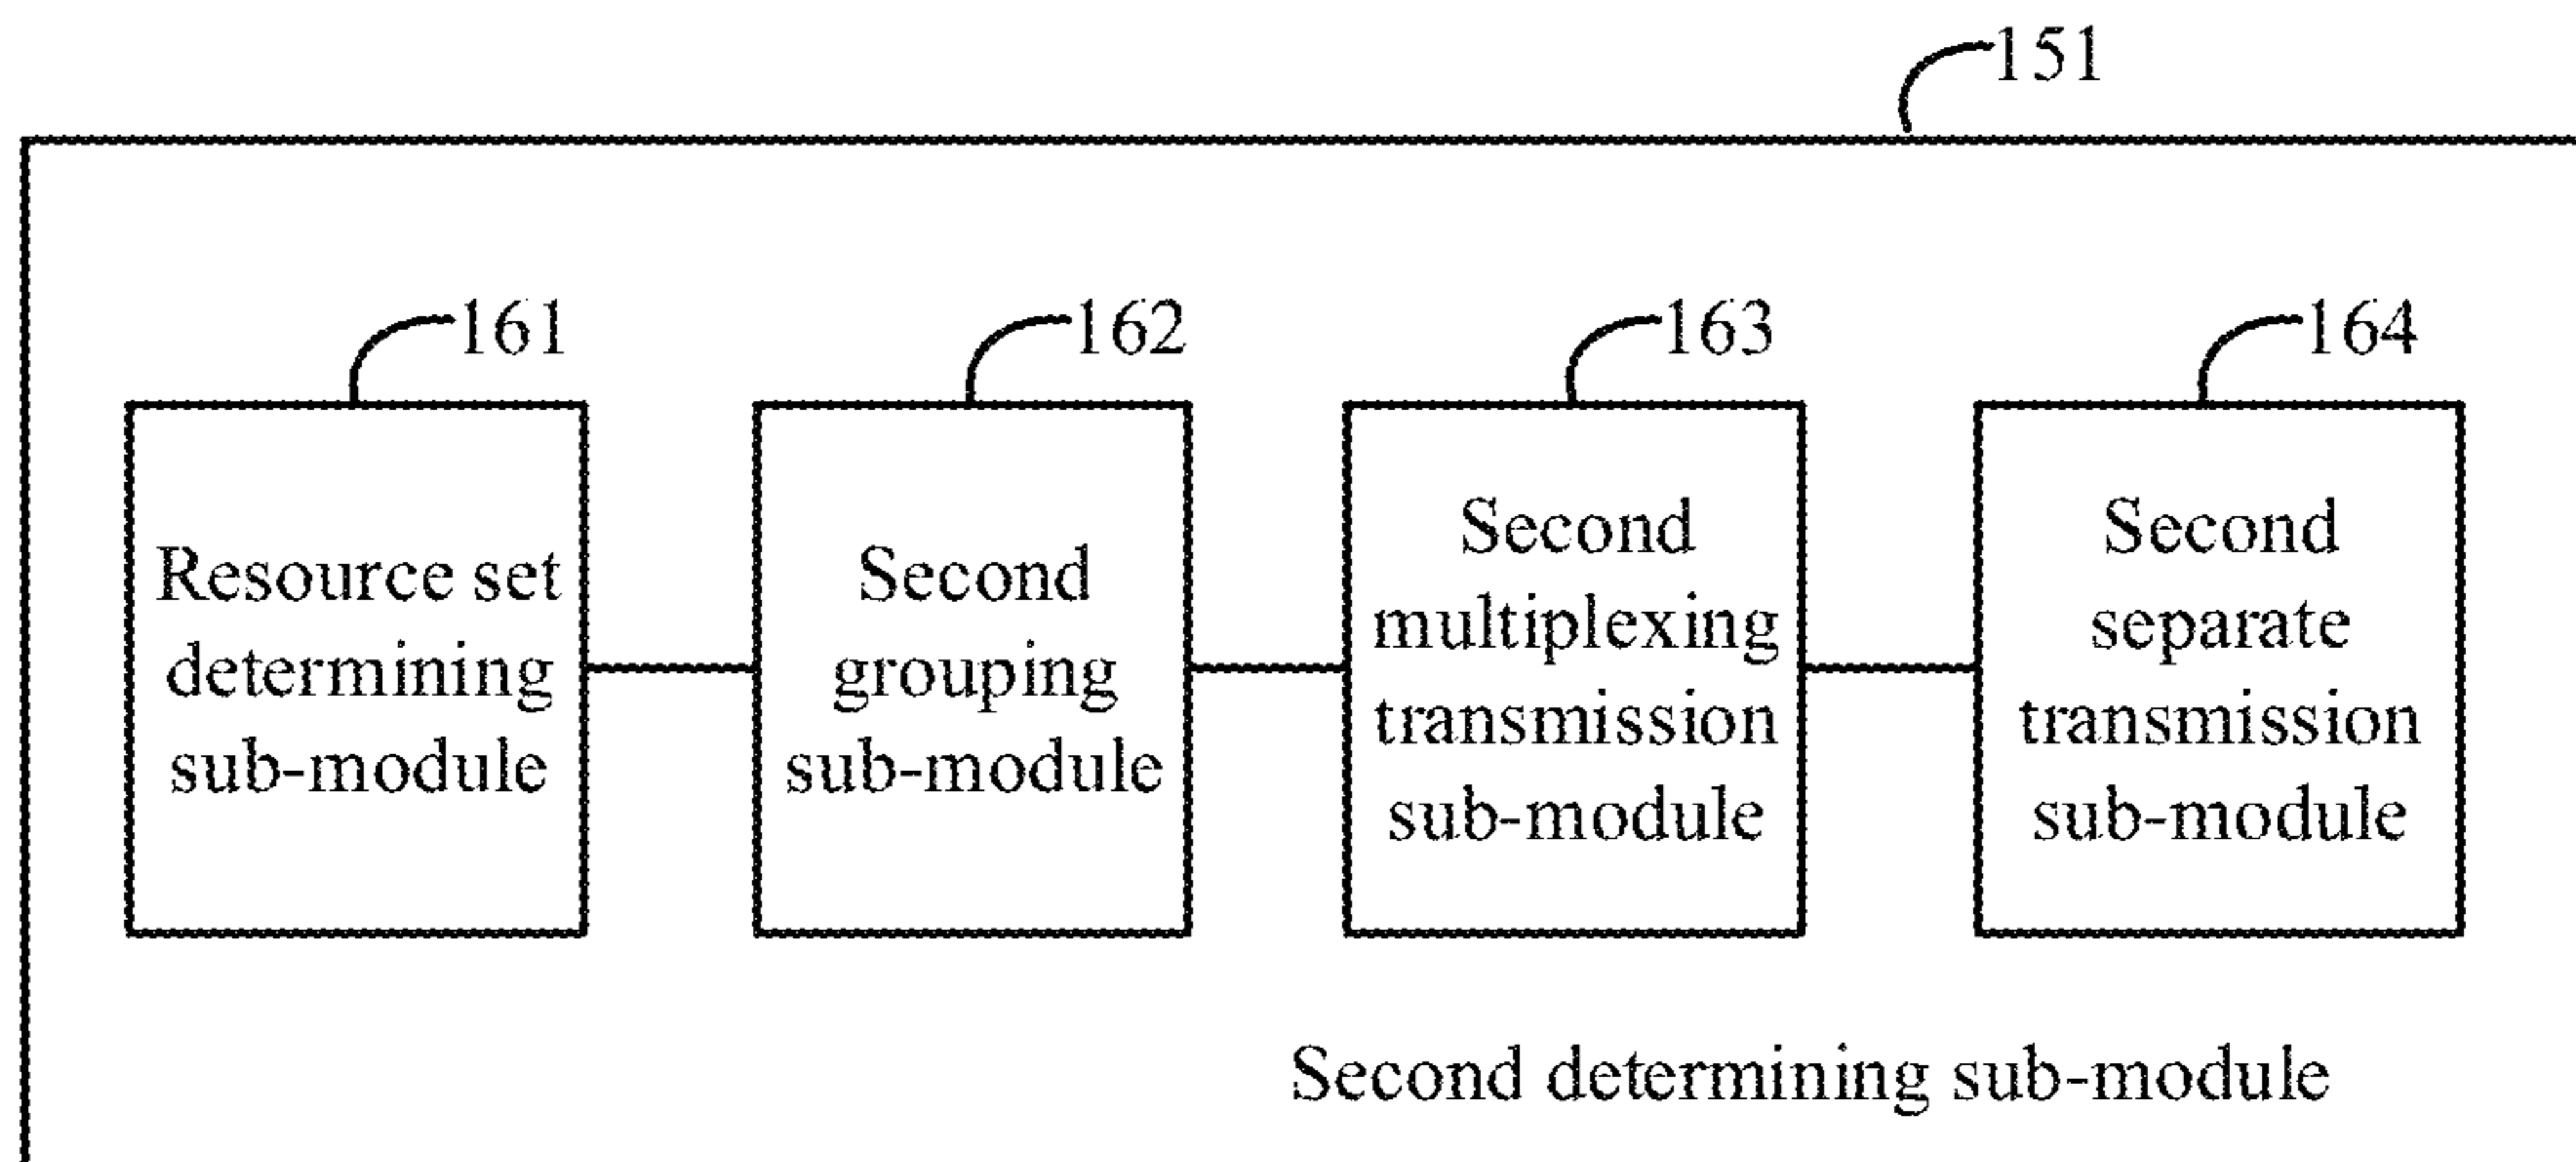 151
161
162
163
164
Resource set
determining
sub-module
Second
grouping
sub-module
Second
multiplexing
transmission
sub-module
Second
separate
transmission
sub-module
Second determining sub-module